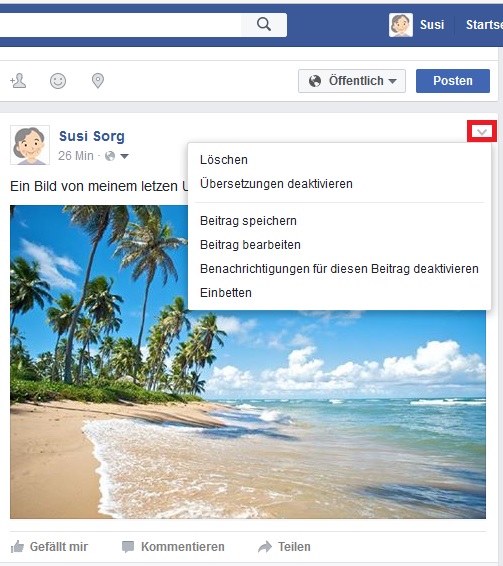 Susi Startse
Öffentlich Posten
Susi Sorg
26 Min
Ein Bild von meinem letzen U
Löschen
Übersetzungen deaktivieren
Beitrag speichern
Beitrag bearbeiten
Benachrichtigungen für diesen Beitrag deaktivieren
Einbetten
Gefällt mir Kommentieren Teilen